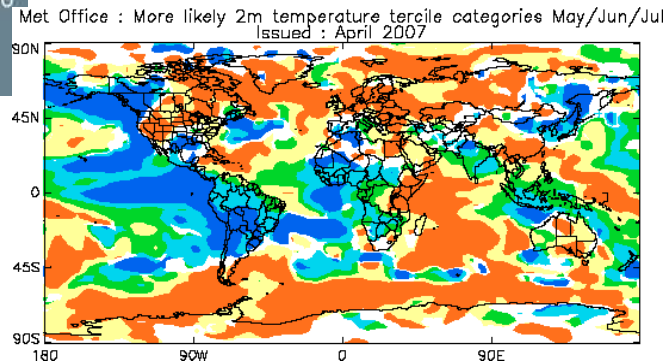 Met Office : More likely 2m temperature tercile categories May/Jun/Jul
Issued : April 2007
90N
45N
0
45S
90S
180 90W 0 90E